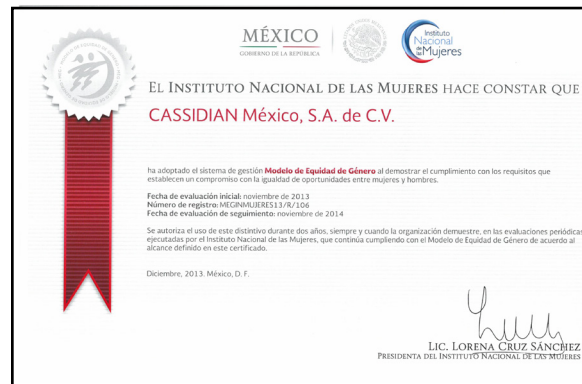 MÉXICO
GOBIERNO DE LA REPÚBLICA
Instituto
Nacional
de las
Mujeres
EL INSTITUTO NACIONAL DE LAS MUJERES HACE CONSTAR QUE
CASSIDIAN México, S.A. de C.V.
ha adoptado el sistema de gestión Modelo de Equidad de Género al demostrar el cumplimiento con los requisitos que
establecen un compromiso con la igualdad de oportunidades entre mujeres y hombres.
Fecha de evaluación inicial: noviembre de 2013
Número de registro: MEGINMUJERES13/R/106
Fecha de evaluación de seguimiento: noviembre de 2014
Se autoriza el uso de este distintivo durante dos años, siempre y cuando la organización demuestre, en las evaluaciones periódicas
ejecutadas por el Instituto Nacional de las Mujeres, que continúa cumpliendo con el Modelo de Equidad de Género de acuerdo al
alcance definido en este certificado.
Diciembre, 2013. México, D. F.
LIC. LORENA CRUZ SÁNCHEZ
PRESIDENTA DEL INSTITUTO NACIONAL DE LAS MUJERES